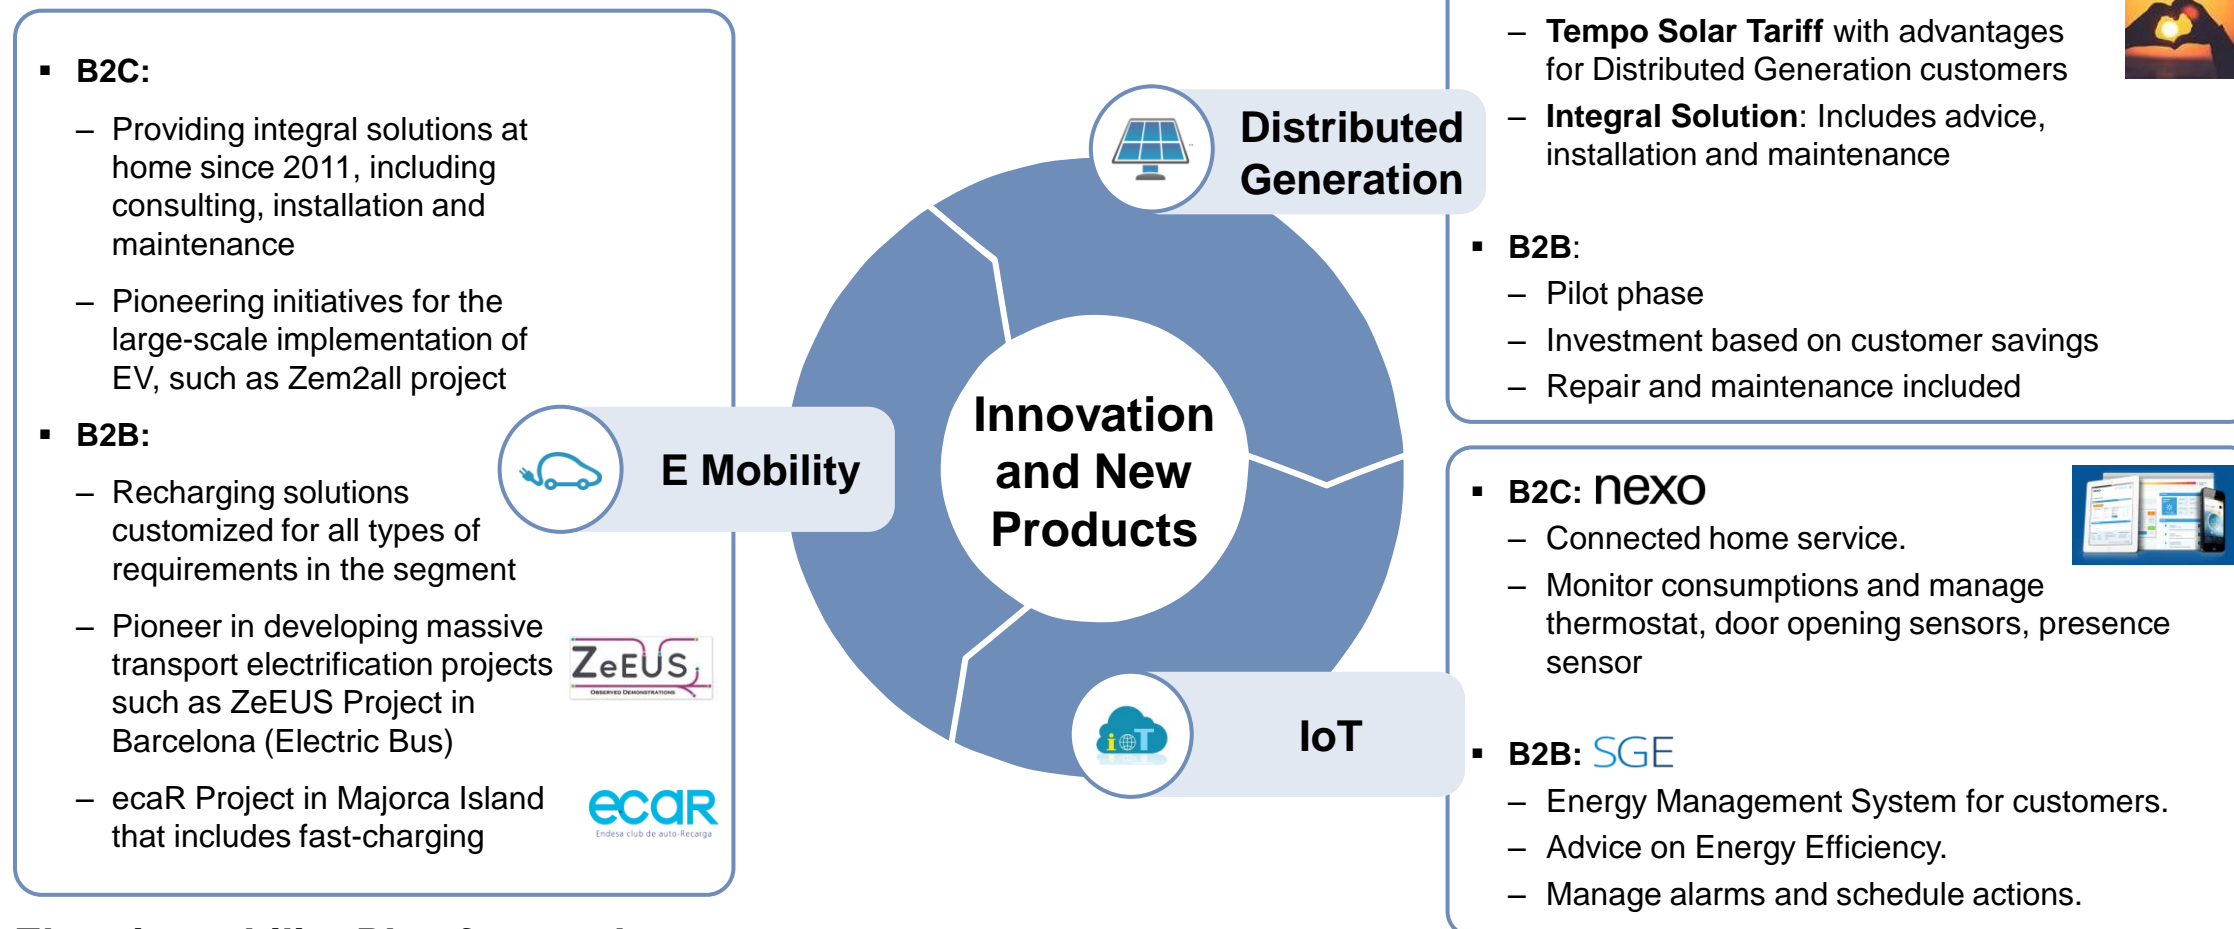 ▪ B2C:
– Providing integral solutions at
home since 2011, including
consulting, installation and
maintenance
– Pioneering initiatives for the
large-scale implementation of
EV, such as Zem2all project
▪ B2B:
– Recharging solutions
customized for all types of
requirements in the segment
– Pioneer in developing massive
transport electrification projects
such as ZeEUS Project in
Barcelona (Electric Bus)
ZeEUS
OBSERVED DEMONSTRATIONS
– ecaR Project in Majorca Island
that includes fast-charging
ecaR
Endesa club de auto-Recarga
E Mobility
Innovation
and New
Products
Distributed
Generation
– Tempo Solar Tariff with advantages
for Distributed Generation customers
– Integral Solution: Includes advice,
installation and maintenance
▪ B2B:
– Pilot phase
– Investment based on customer savings
– Repair and maintenance included
iOT
IoT
▪ B2C: nexo
– Connected home service.
– Monitor consumptions and manage
thermostat, door opening sensors, presence
sensor
▪ B2B: SGE
– Energy Management System for customers.
– Advice on Energy Efficiency.
– Manage alarms and schedule actions.